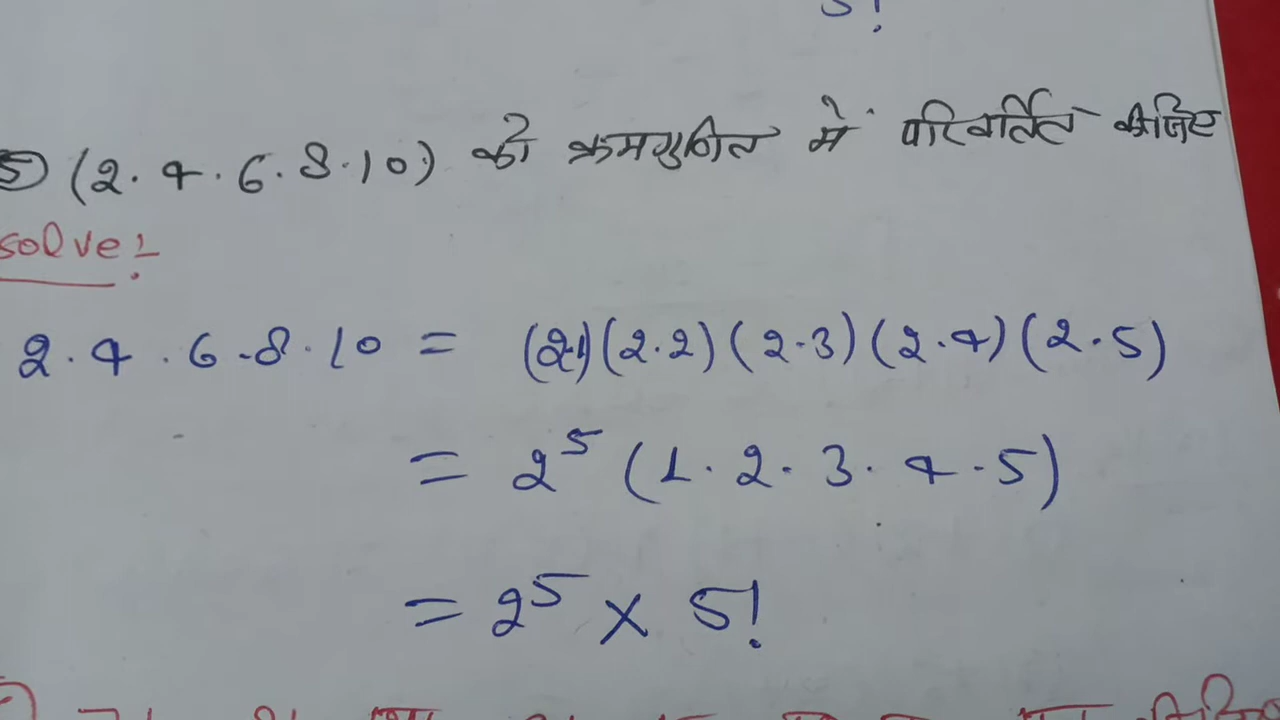 5!
5) (2. 4. 6. 8. 10) को क्रमगुणित में परिवर्तित कीजिए
solve:-
2. 4. 6. 8. 10 = (2.1)(2.2)(2.3)(2.4)(2.5)
= 2⁵ (1. 2. 3. 4. 5)
= 2⁵ × 5!